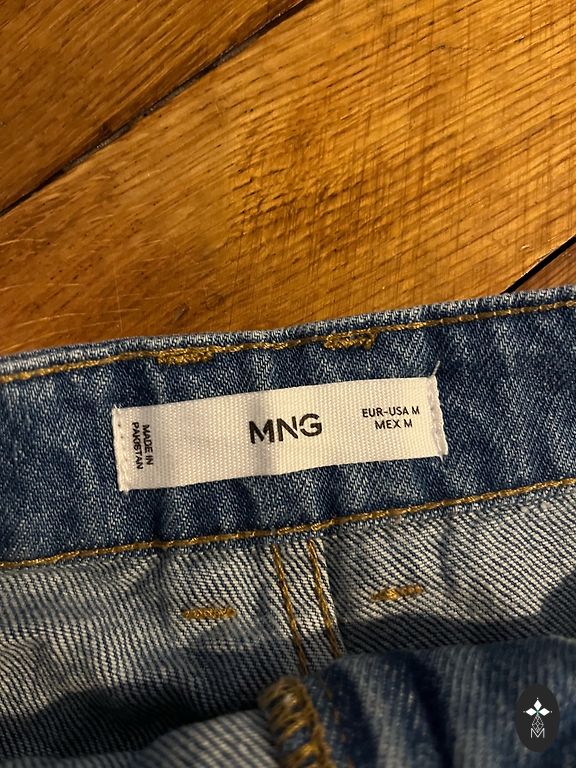 MADE IN
PAKISTAN
MNG
EUR-USA M
MEX M
M